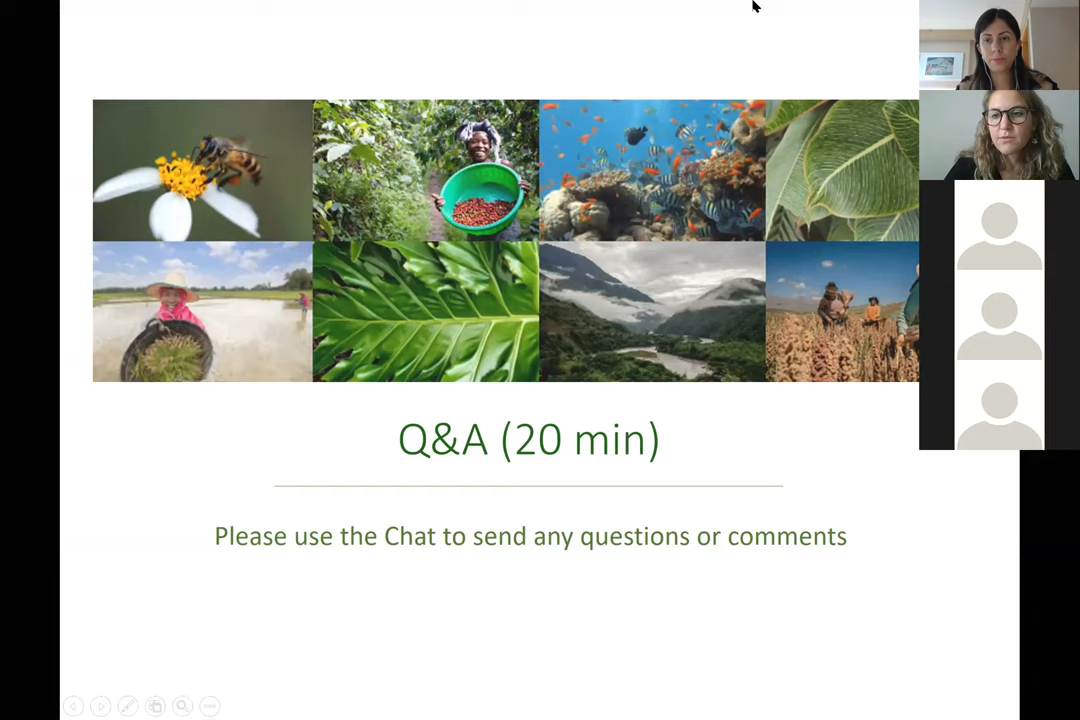 Q&A (20 min)
Please use the Chat to send any questions or comments